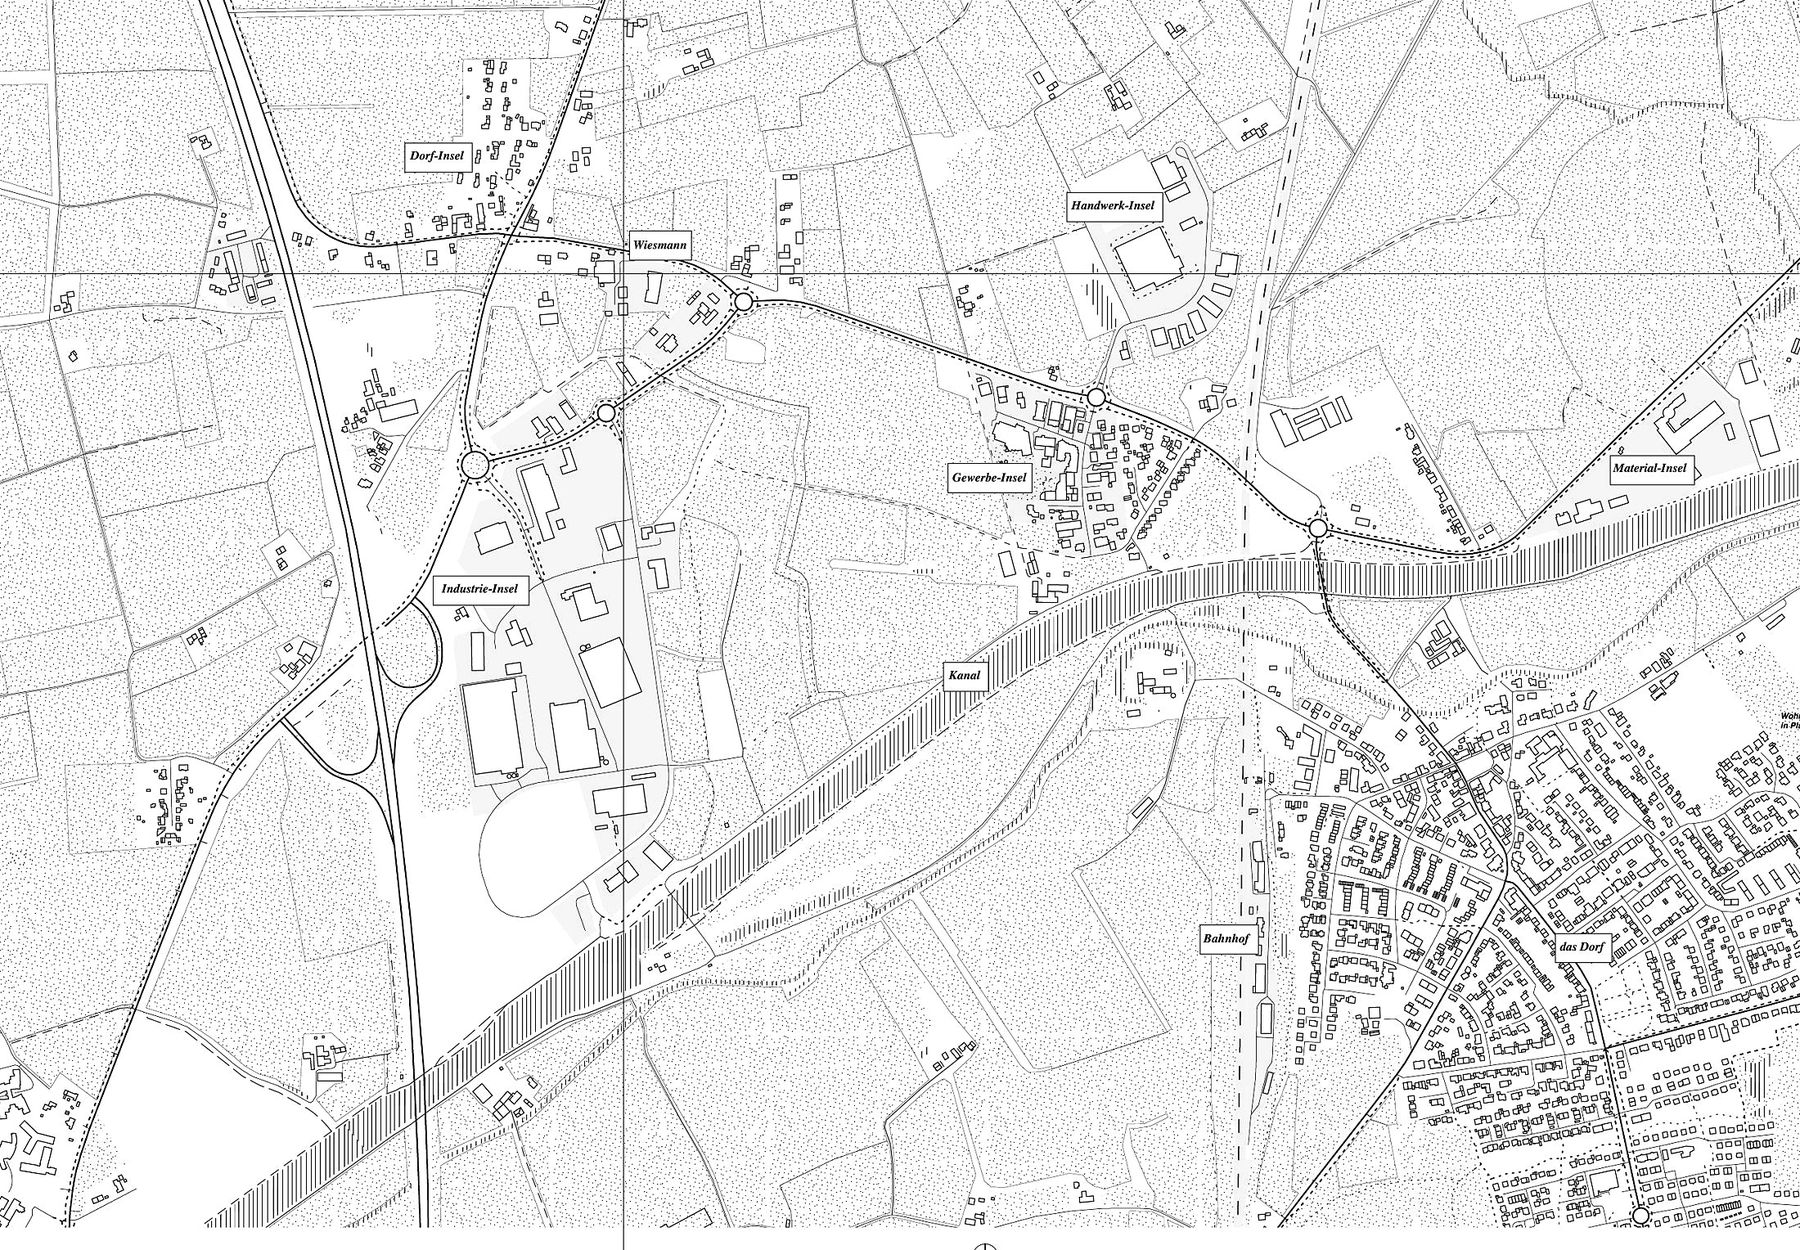 Dorf-Insel
Handwerk-Insel
Wiesmann
Gewerbe-Insel
Material-Insel
Industrie-Insel
Kanal
Bahnhof
das Dorf